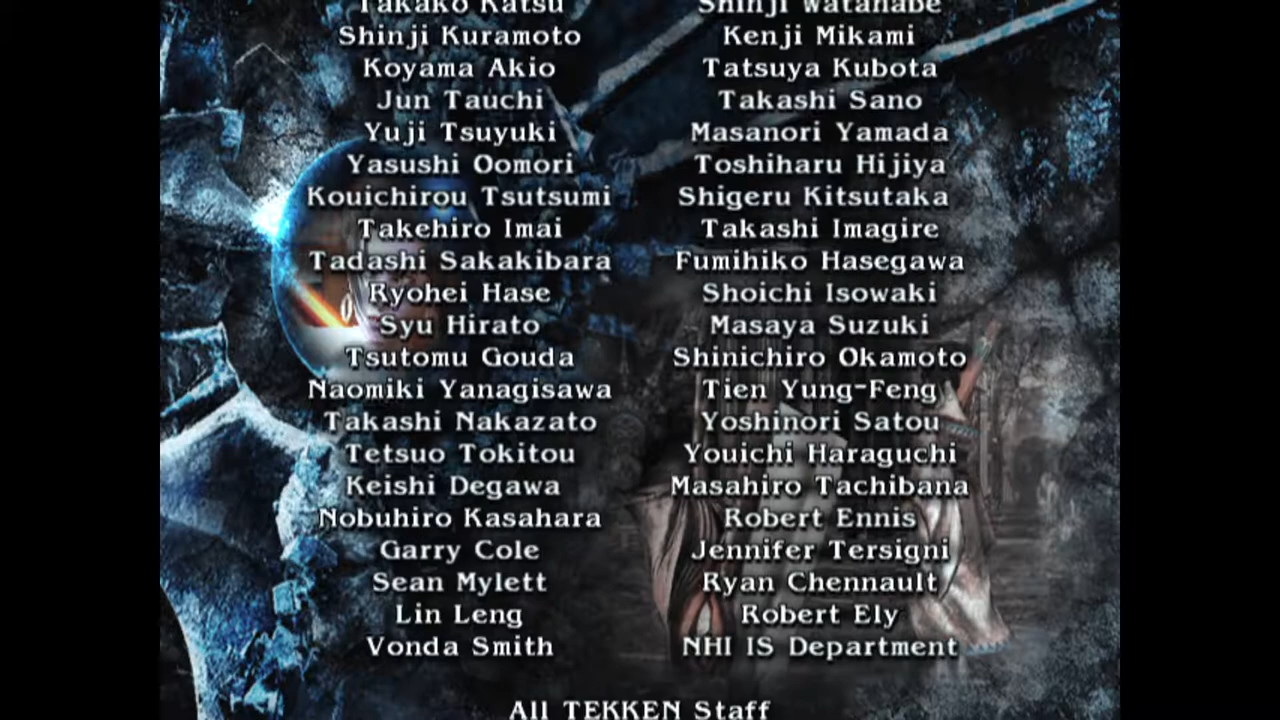 Takako Katsu Shinji Watanabe
Shinji Kuramoto Kenji Mikami
Koyama Akio Tatsuya Kubota
Jun Tauchi Takashi Sano
Yuji Tsuyuki Masanori Yamada
Yasushi Oomori Toshiharu Hijiya
Kouichirou Tsutsumi Shigeru Kitsutaka
Takehiro Imai Takashi Imagire
Tadashi Sakakibara Fumihiko Hasegawa
Ryohei Hase Shoichi Isowaki
Syu Hirato Masaya Suzuki
Tsutomu Gouda Shinichiro Okamoto
Naomiki Yanagisawa Tien Yung-Feng
Takashi Nakazato Yoshinori Satou
Tetsuo Tokitou Youichi Haraguchi
Keishi Degawa Masahiro Tachibana
Nobuhiro Kasahara Robert Ennis
Garry Cole Jennifer Tersigni
Sean Mylett Ryan Chennault
Lin Leng Robert Ely
Vonda Smith NHI IS Department
All TEKKEN Staff